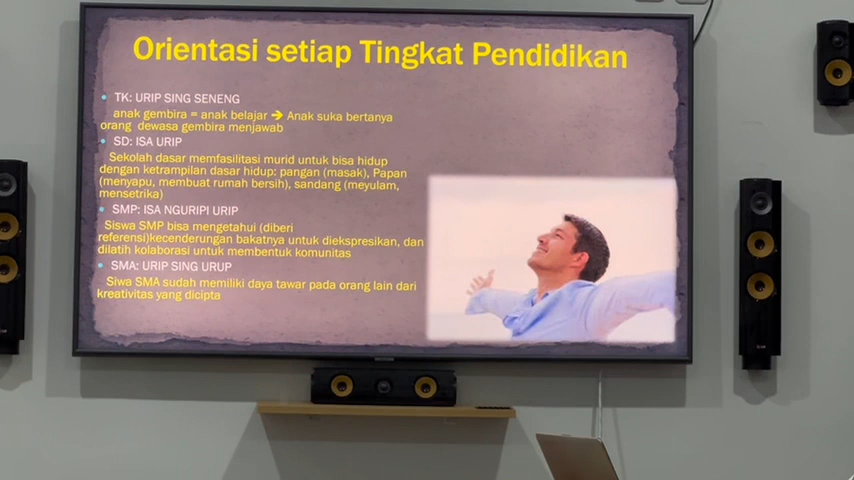 Orientasi setiap Tingkat Pendidikan
TK: URIP SING SENENG
anak gembira = anak belajar ➔ Anak suka bertanya
orang dewasa gembira menjawab
SD: ISA URIP
Sekolah dasar memfasilitasi murid untuk bisa hidup
dengan ketrampilan dasar hidup: pangan (masak), Papan
(menyapu, membuat rumah bersih), sandang (meyulam,
mensetrika)
SMP: ISA NGURIPI URIP
Siswa SMP bisa mengetahui (diberi
referensi)kecenderungan bakatnya untuk diekspresikan, dan
dilatih kolaborasi untuk membentuk komunitas
SMA: URIP SING URUP
Siwa SMA sudah memiliki daya tawar pada orang lain dari
kreativitas yang dicipta